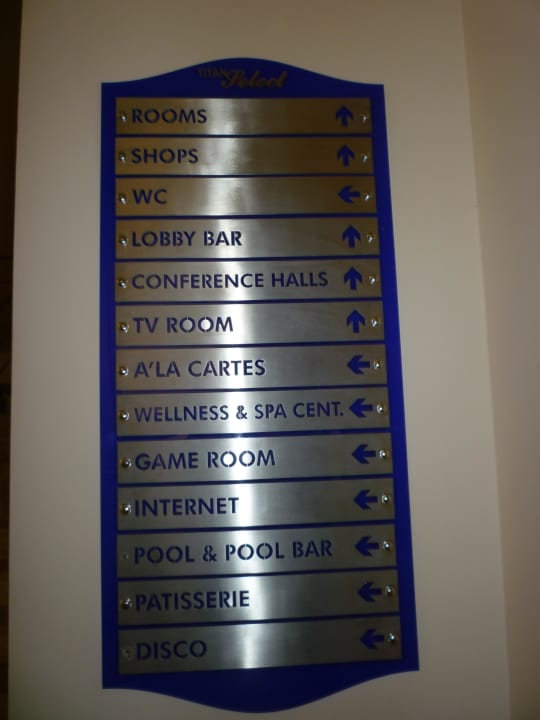 TITAN Select
ROOMS
SHOPS
WC
LOBBY BAR
CONFERENCE HALLS
TV ROOM
A'LA CARTES
WELLNESS & SPA CENT.
GAME ROOM
INTERNET
POOL & POOL BAR
PATISSERIE
DISCO